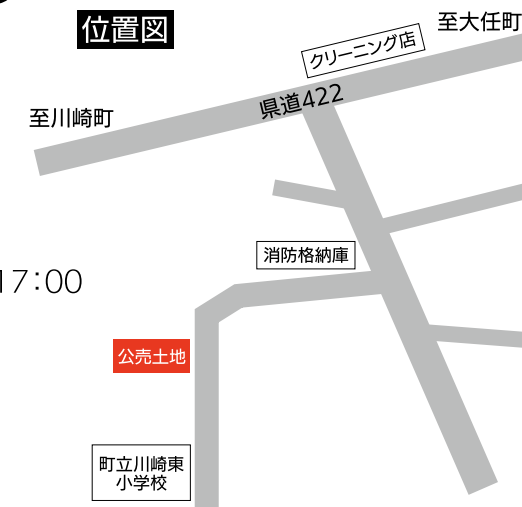 位置図
至大任町
クリーニング店
県道422
至川崎町
消防格納庫
17:00
公売土地
町立川崎東
小学校